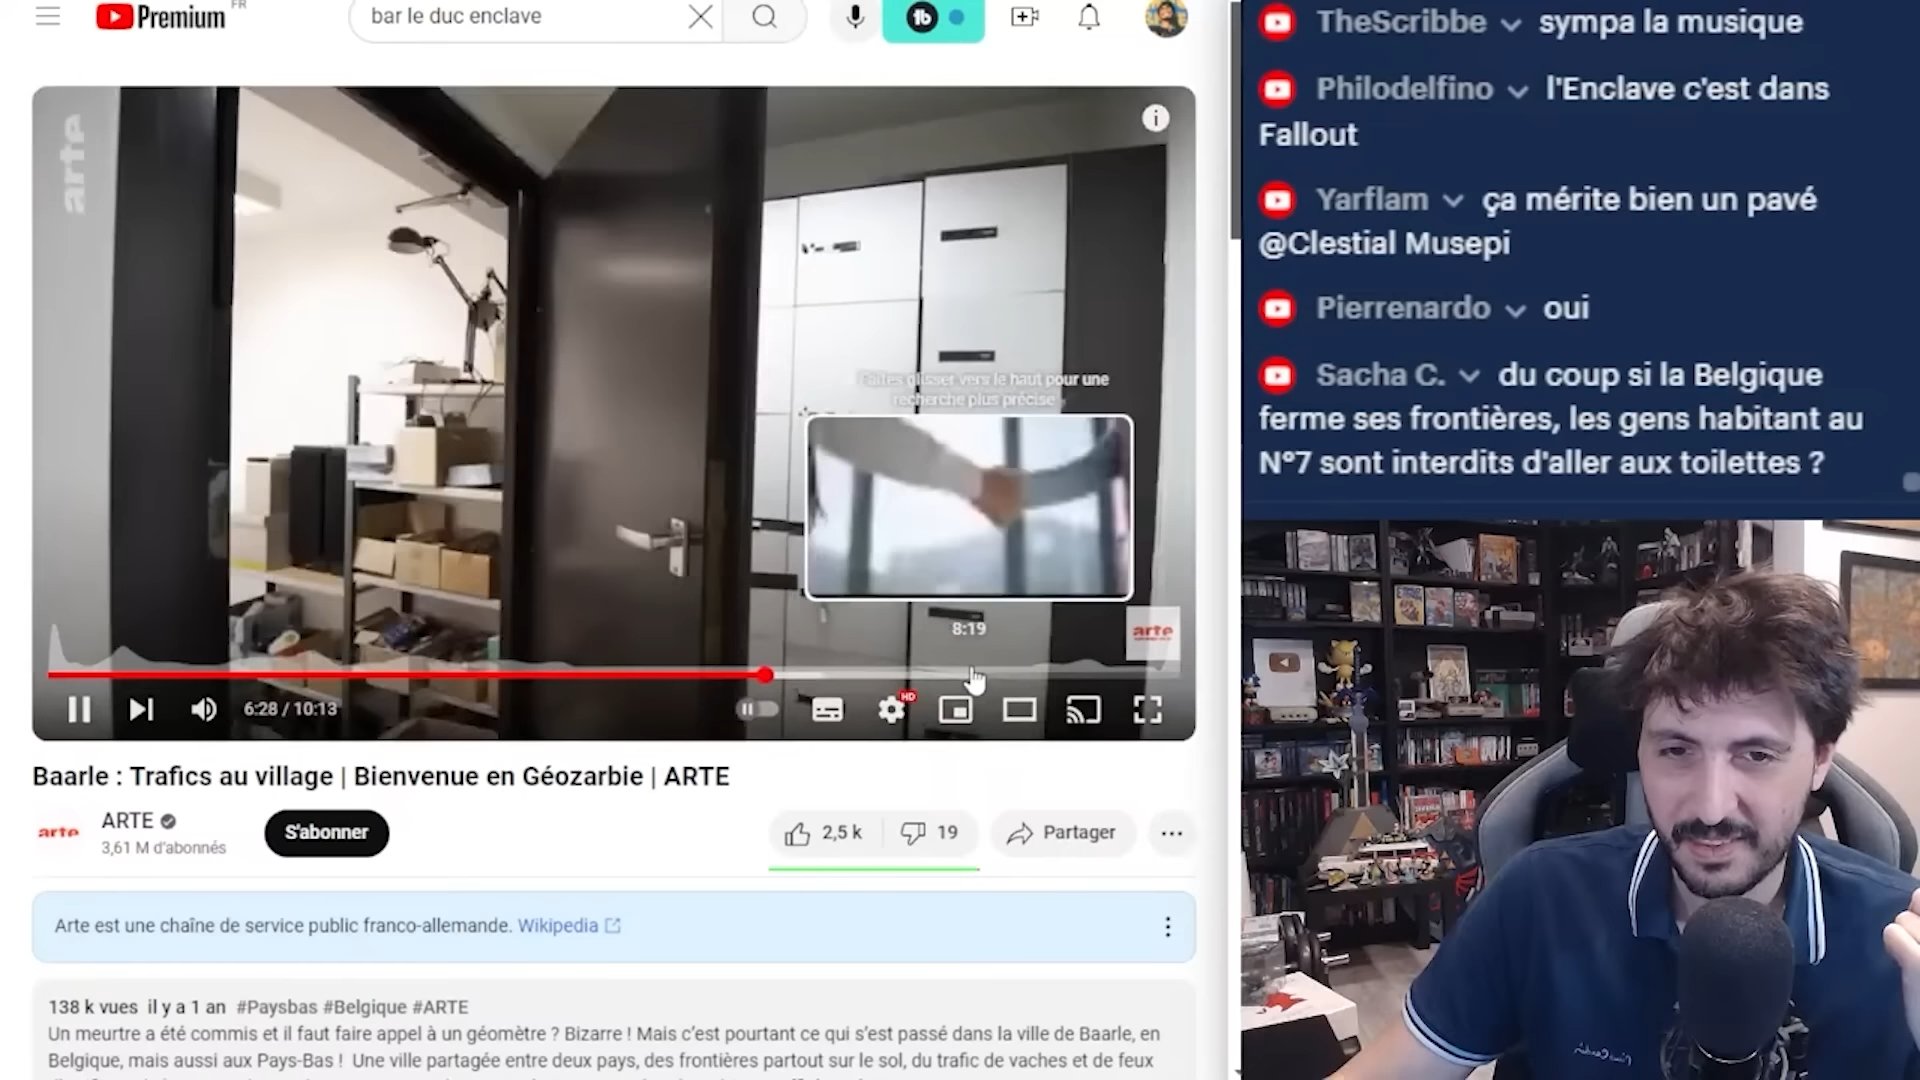 Premium FR
bar le duc enclave
arte
Faites glisser vers le haut pour une
recherche plus précise
8:19
arte
6:28 / 10:13
HD
Baarle : Trafics au village | Bienvenue en Géozarbie | ARTE
arte
ARTE
3,61 M d'abonnés
S'abonner
2,5 k
19
Partager
Arte est une chaîne de service public franco-allemande. Wikipedia
138 k vues il y a 1 an #Paysbas #Belgique #ARTE
Un meurtre a été commis et il faut faire appel à un géomètre ? Bizarre ! Mais c'est pourtant ce qui s'est passé dans la ville de Baarle, en
Belgique, mais aussi aux Pays-Bas ! Une ville partagée entre deux pays, des frontières partout sur le sol, du trafic de vaches et de feux
TheScribbe sympa la musique
Philodelfino l'Enclave c'est dans
Fallout
Yarflam ça mérite bien un pavé
@Clestial Musepi
Pierrenardo oui
Sacha C. du coup si la Belgique
ferme ses frontières, les gens habitant au
N°7 sont interdits d'aller aux toilettes ?